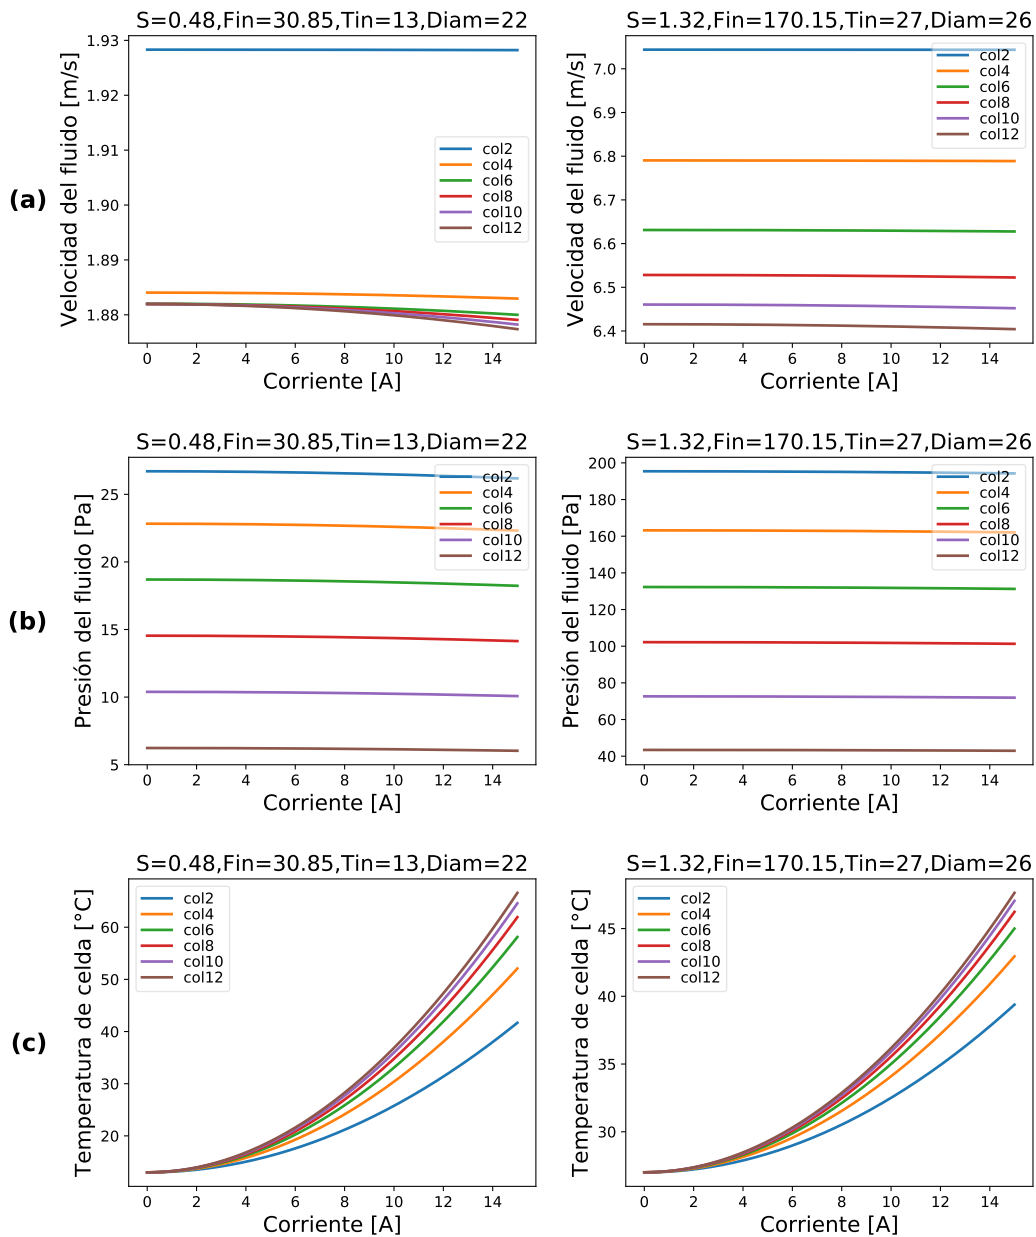 (a)
S=0.48,Fin=30.85,Tin=13,Diam=22
Velocidad del fluido [m/s]
1.93
1.92
1.91
1.90
1.89
1.88
0 2 4 6 8 10 12 14
Corriente [A]
col2
col4
col6
col8
col10
col12
S=1.32,Fin=170.15,Tin=27,Diam=26
Velocidad del fluido [m/s]
7.0
6.9
6.8
6.6
6.5
6.4
0 2 4 6 8 10 12 14
Corriente [A]
col2
col4
col6
col8
col10
col12
(b)
S=0.48,Fin=30.85,Tin=13,Diam=22
Presión del fluido [Pa]
25
20
15
10
5
0 2 4 6 8 10 12 14
Corriente [A]
col2
col4
col6
col8
col10
col12
S=1.32,Fin=170.15,Tin=27,Diam=26
Presión del fluido [Pa]
200
180
160
140
120
100
80
60
40
0 2 4 6 8 10 12 14
Corriente [A]
col2
col4
col6
col8
col10
col12
(c)
S=0.48,Fin=30.85,Tin=13,Diam=22
Temperatura de celda [°C]
60
50
40
30
20
0 2 4 6 8 10 12 14
Corriente [A]
col2
col4
col6
col8
col10
col12
S=1.32,Fin=170.15,Tin=27,Diam=26
Temperatura de celda [°C]
45
40
35
30
0 2 4 6 8 10 12 14
Corriente [A]
col2
col4
col6
col8
col10
col12